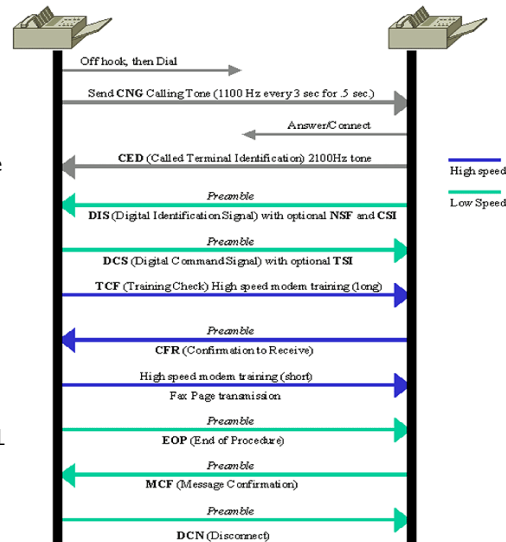 Off hook, then Dial
Send CNG Calling Tone (1100 Hz every 3 sec for .5 sec.)
Answer/Connect
CED (Called Terminal Identification) 2100Hz tone
High speed
Preamble
Low Speed
DIS (Digital Identification Signal) with optional NSF and CSI
Preamble
DCS (Digital Command Signal) with optional TSI
TCF (Training Check) High speed modem training (long)
Preamble
CFR (Confirmation to Receive)
High speed modem training (short)
Fax Page transmission
Preamble
EOP (End of Procedure)
Preamble
MCF (Message Confirmation)
Preamble
DCN (Disconnect)